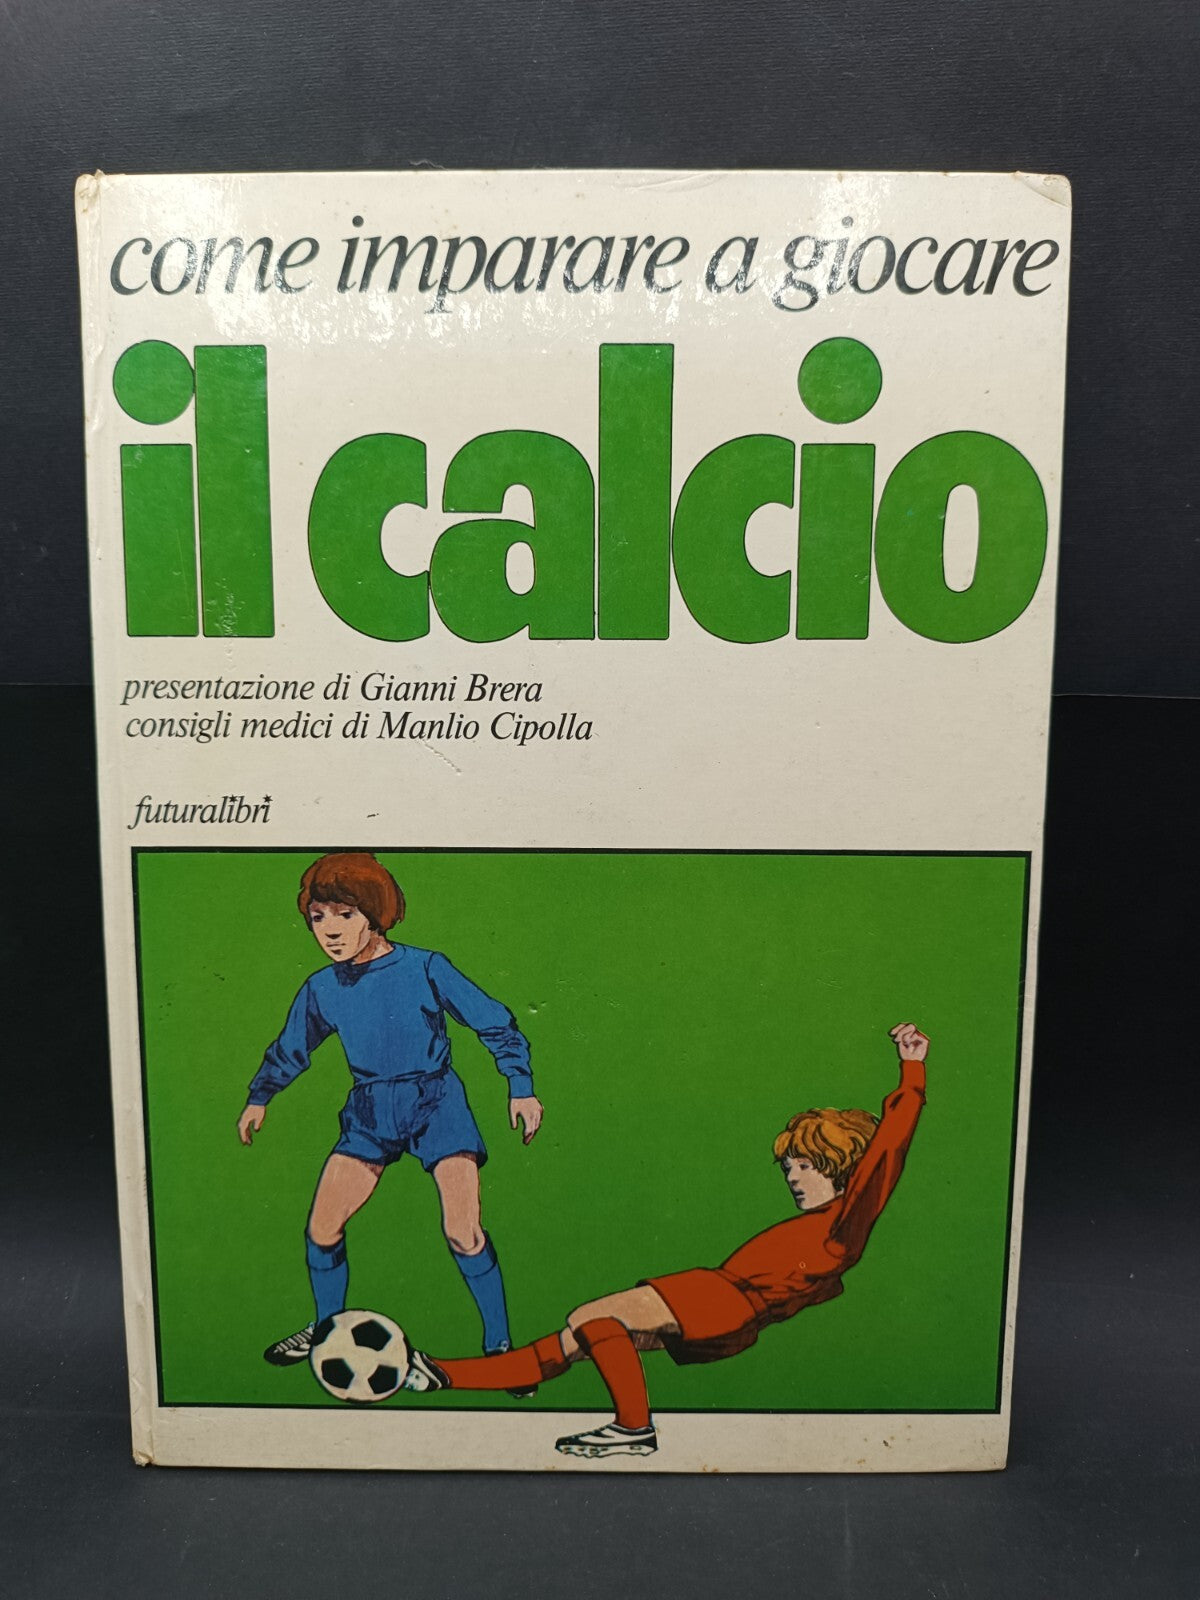 come imparare a giocare
il calcio
presentazione di Gianni Brera
consigli medici di Manlio Cipolla
futuralibri